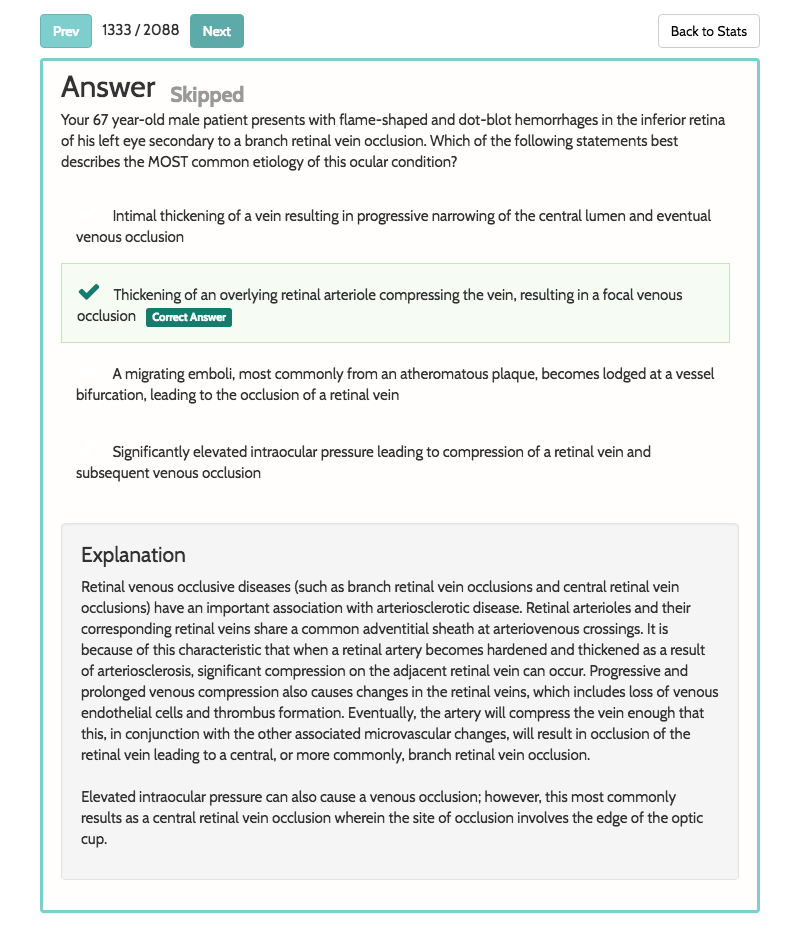 Prev 1333 / 2088 Next Back to Stats
Answer Skipped
Your 67 year-old male patient presents with flame-shaped and dot-blot hemorrhages in the inferior retina
of his left eye secondary to a branch retinal vein occlusion. Which of the following statements best
describes the MOST common etiology of this ocular condition?
Intimal thickening of a vein resulting in progressive narrowing of the central lumen and eventual
venous occlusion
Thickening of an overlying retinal arteriole compressing the vein, resulting in a focal venous
occlusion Correct Answer
A migrating emboli, most commonly from an atheromatous plaque, becomes lodged at a vessel
bifurcation, leading to the occlusion of a retinal vein
Significantly elevated intraocular pressure leading to compression of a retinal vein and
subsequent venous occlusion
Explanation
Retinal venous occlusive diseases (such as branch retinal vein occlusions and central retinal vein
occlusions) have an important association with arteriosclerotic disease. Retinal arterioles and their
corresponding retinal veins share a common adventitial sheath at arteriovenous crossings. It is
because of this characteristic that when a retinal artery becomes hardened and thickened as a result
of arteriosclerosis, significant compression on the adjacent retinal vein can occur. Progressive and
prolonged venous compression also causes changes in the retinal veins, which includes loss of venous
endothelial cells and thrombus formation. Eventually, the artery will compress the vein enough that
this, in conjunction with the other associated microvascular changes, will result in occlusion of the
retinal vein leading to a central, or more commonly, branch retinal vein occlusion.
Elevated intraocular pressure can also cause a venous occlusion; however, this most commonly
results as a central retinal vein occlusion wherein the site of occlusion involves the edge of the optic
cup.